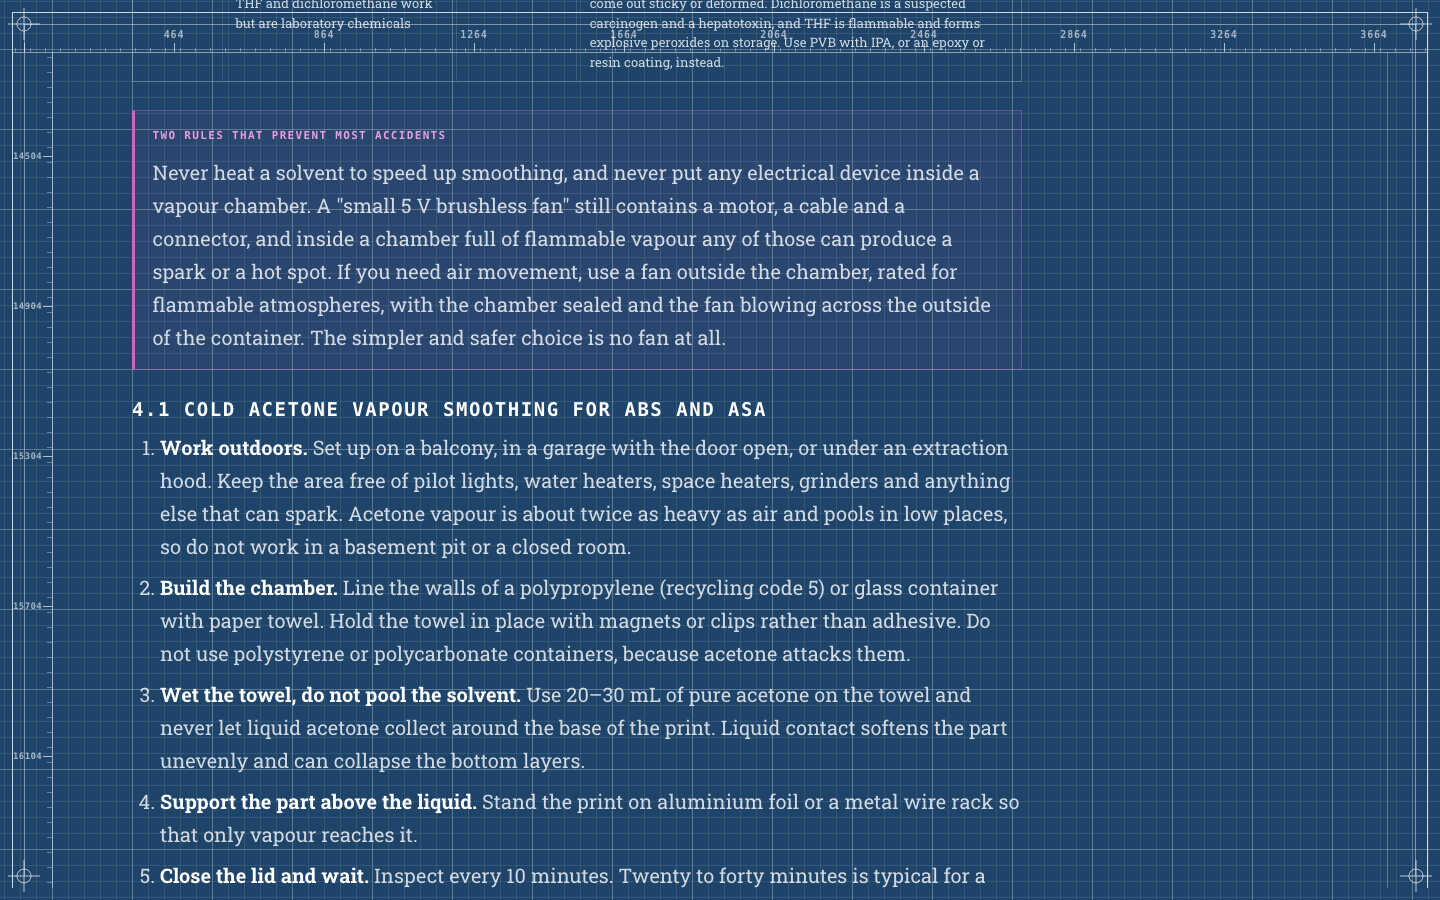 THF and dichloromethane work
but are laboratory chemicals
come out sticky or deformed. Dichloromethane is a suspected
carcinogen and a hepatotoxin, and THF is flammable and forms
explosive peroxides on storage. Use PVB with IPA, or an epoxy or
resin coating, instead.
464 864 1264 1664 2064 2464 2864 3264 3664
TWO RULES THAT PREVENT MOST ACCIDENTS
Never heat a solvent to speed up smoothing, and never put any electrical device inside a
vapour chamber. A "small 5 V brushless fan" still contains a motor, a cable and a
connector, and inside a chamber full of flammable vapour any of those can produce a
spark or a hot spot. If you need air movement, use a fan outside the chamber, rated for
flammable atmospheres, with the chamber sealed and the fan blowing across the outside
of the container. The simpler and safer choice is no fan at all.
4.1 COLD ACETONE VAPOUR SMOOTHING FOR ABS AND ASA
1. Work outdoors. Set up on a balcony, in a garage with the door open, or under an extraction
hood. Keep the area free of pilot lights, water heaters, space heaters, grinders and anything
else that can spark. Acetone vapour is about twice as heavy as air and pools in low places,
so do not work in a basement pit or a closed room.
2. Build the chamber. Line the walls of a polypropylene (recycling code 5) or glass container
with paper towel. Hold the towel in place with magnets or clips rather than adhesive. Do
not use polystyrene or polycarbonate containers, because acetone attacks them.
3. Wet the towel, do not pool the solvent. Use 20–30 mL of pure acetone on the towel and
never let liquid acetone collect around the base of the print. Liquid contact softens the part
unevenly and can collapse the bottom layers.
4. Support the part above the liquid. Stand the print on aluminium foil or a metal wire rack so
that only vapour reaches it.
5. Close the lid and wait. Inspect every 10 minutes. Twenty to forty minutes is typical for a
14504
14904
15304
15704
16104